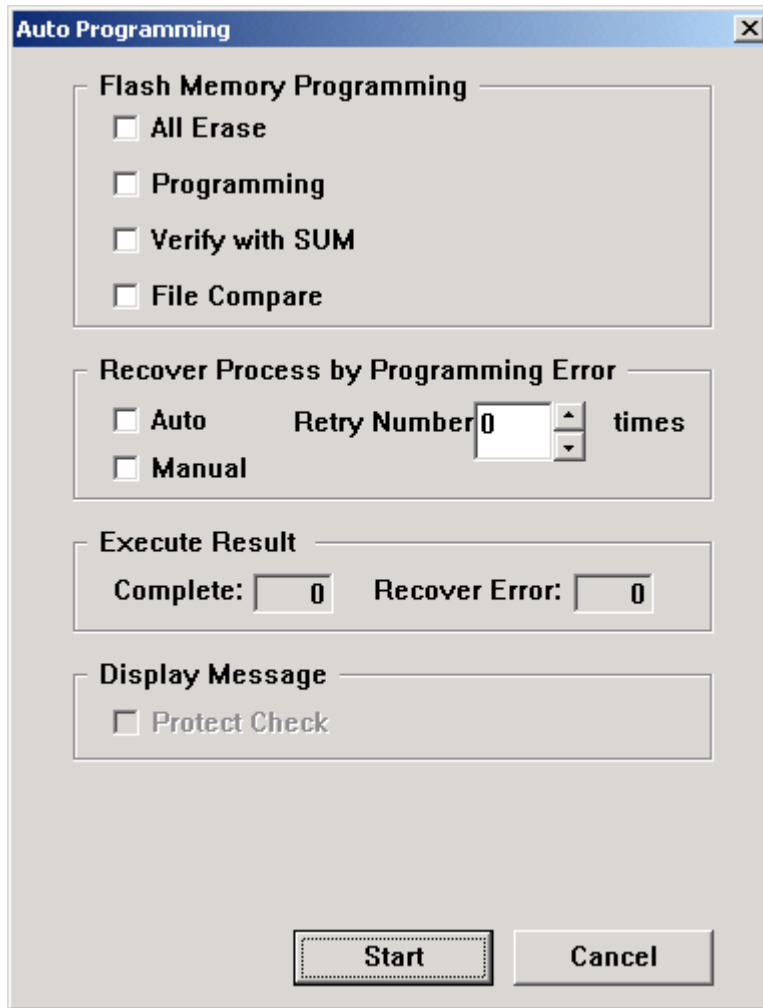 Auto Programming
Flash Memory Programming
All Erase
Programming
Verify with SUM
File Compare
Recover Process by Programming Error
Auto Retry Number 0 times
Manual
Execute Result
Complete: 0 Recover Error: 0
Display Message
Protect Check
Start Cancel